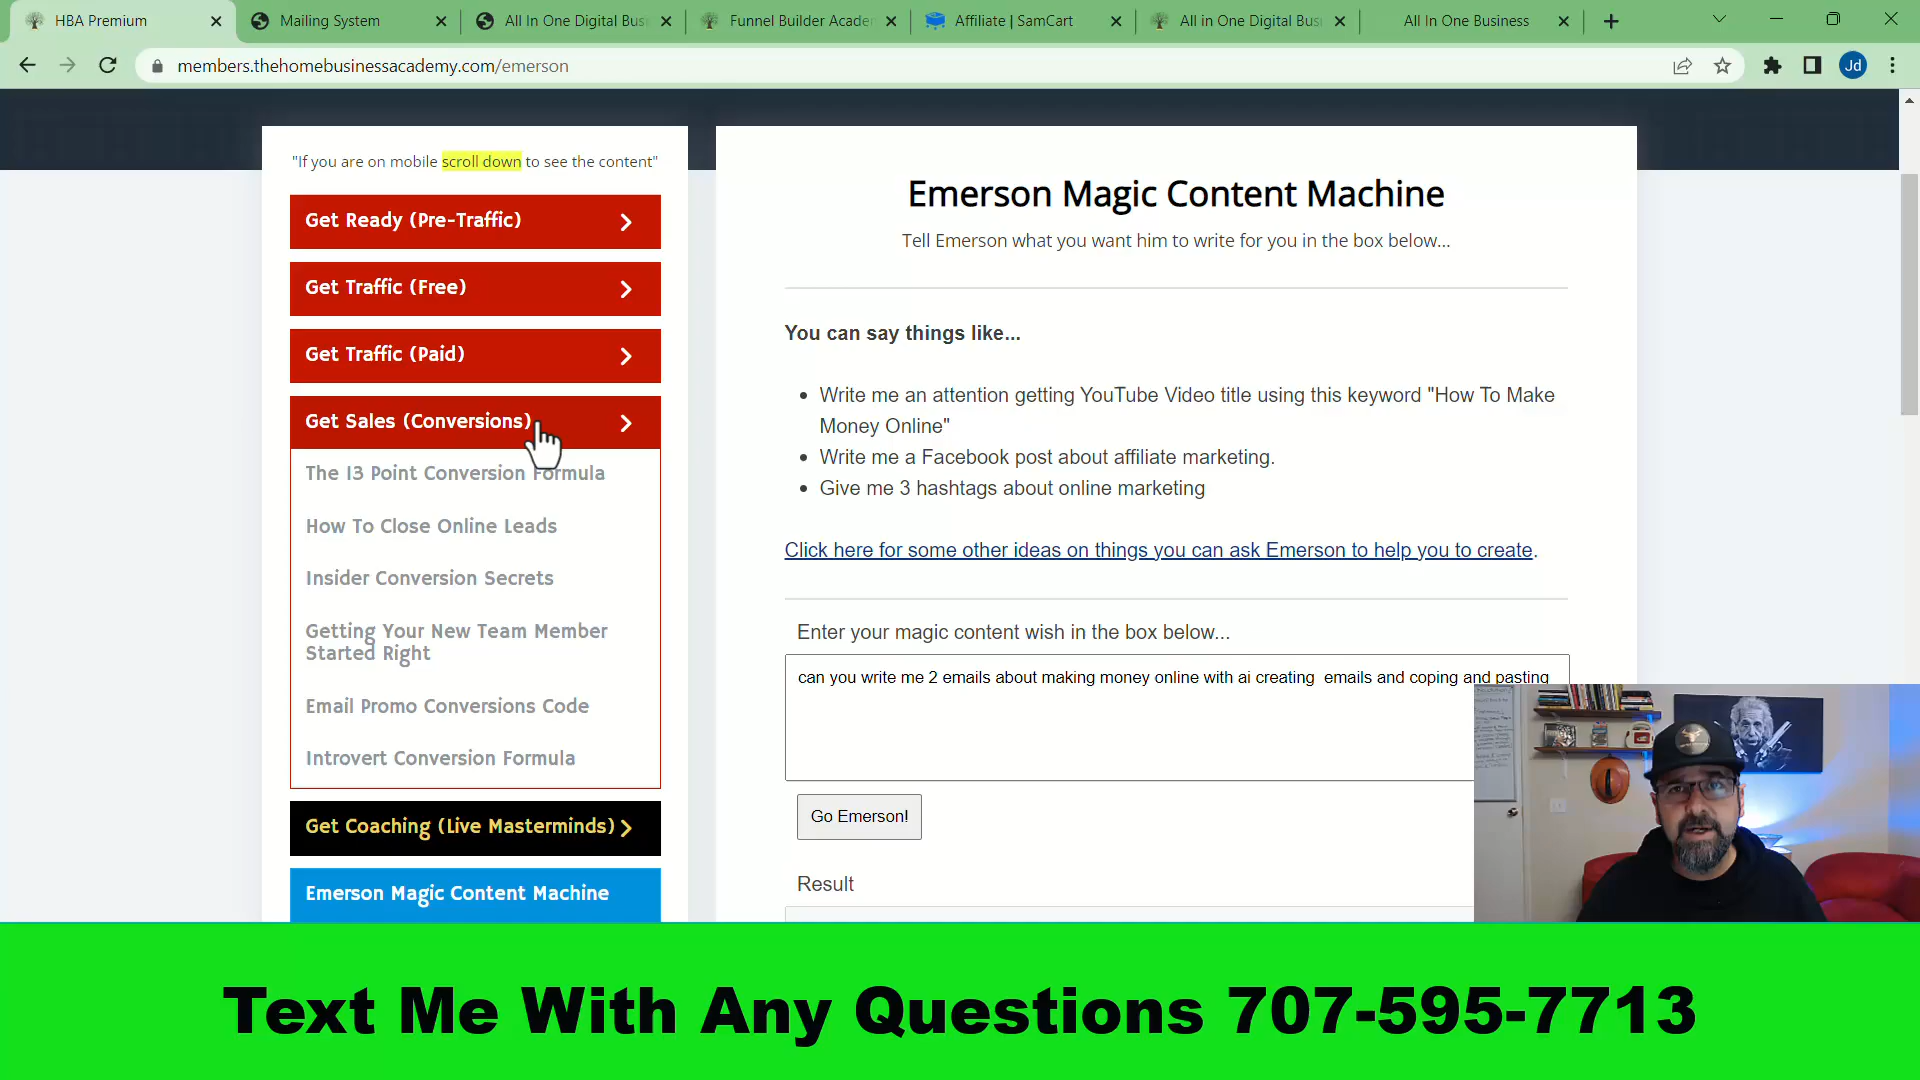 HBA Premium
Mailing System
All In One Digital Bus
Funnel Builder Acade
Affiliate | SamCart
All in One Digital Bus
All In One Business
members.thehomebusinessacademy.com/emerson
Jd
"If you are on mobile scroll down to see the content"
Get Ready (Pre-Traffic)
Get Traffic (Free)
Get Traffic (Paid)
Get Sales (Conversions)
The 13 Point Conversion Formula
How To Close Online Leads
Insider Conversion Secrets
Getting Your New Team Member
Started Right
Email Promo Conversions Code
Introvert Conversion Formula
Get Coaching (Live Masterminds)
Emerson Magic Content Machine
Emerson Magic Content Machine
Tell Emerson what you want him to write for you in the box below...
You can say things like...
Write me an attention getting YouTube Video title using this keyword "How To Make
Money Online"
Write me a Facebook post about affiliate marketing.
Give me 3 hashtags about online marketing
Click here for some other ideas on things you can ask Emerson to help you to create.
Enter your magic content wish in the box below...
can you write me 2 emails about making money online with ai creating  emails and coping and pasting
Go Emerson!
Result
Text Me With Any Questions 707-595-7713